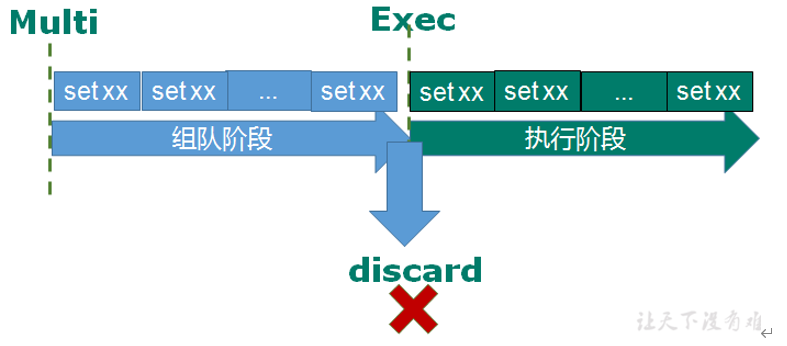 Multi
Exec
set xx set xx ... set xx set xx set xx ... set xx
组队阶段 执行阶段
discard
让天下没有难